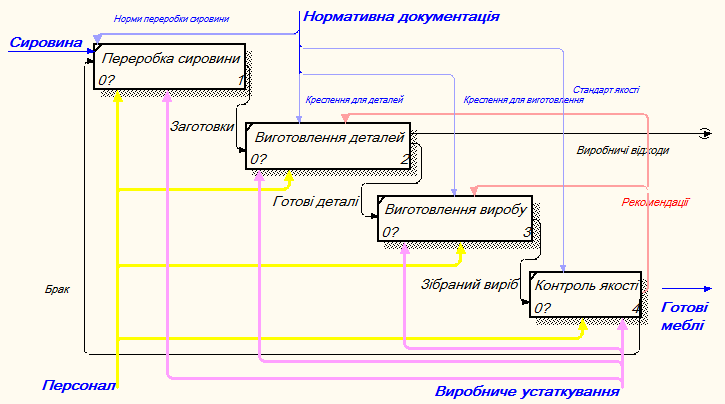 Норми переробки сировини
Нормативна документація
Сировина
Переробка сировини
0? 1
Креслення для деталей
Креслення для виготовлення
Стандарт якості
Заготовки
Виготовлення деталей
0? 2
Виробничі відходи
Готові деталі
Виготовлення виробу
0? 3
Рекомендації
Брак
Зібраний виріб
Контроль якості
0? 4
Готові
меблі
Персонал
Виробниче устаткування